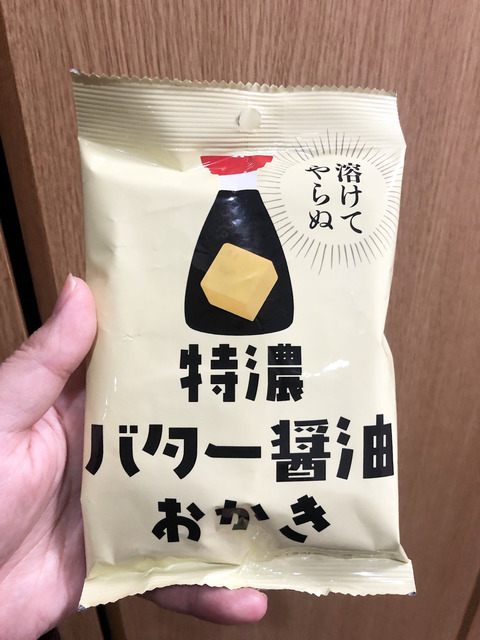 溶けて
やらぬ
特濃
バター醤油
おかき